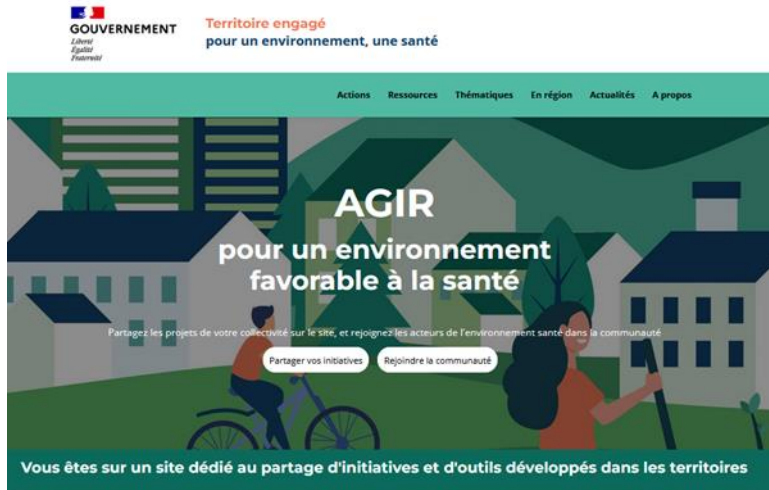 GOUVERNEMENT
Liberté
Égalité
Fraternité
Territoire engagé
pour un environnement, une santé
Actions Ressources Thématiques En région Actualités A propos
AGIR
pour un environnement
favorable à la santé
Partagez les projets de votre collectivité sur le site, et rejoignez les acteurs de l'environnement santé dans la communauté
Partager vos initiatives Rejoindre la communauté
Vous êtes sur un site dédié au partage d'initiatives et d'outils développés dans les territoires